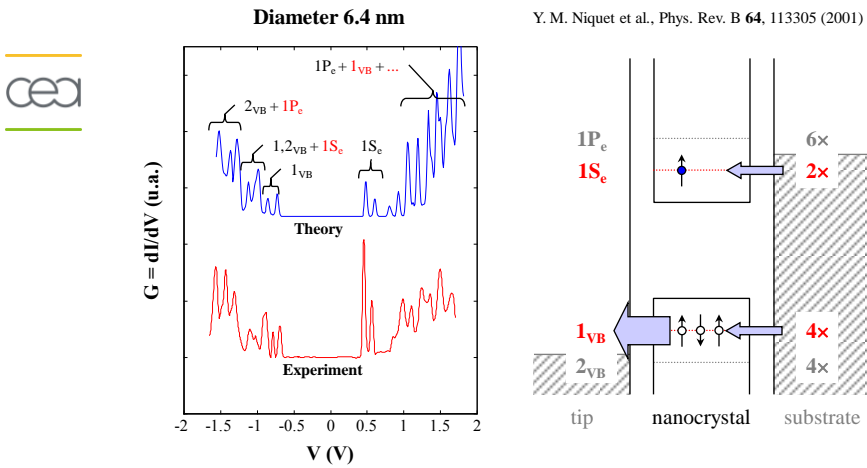 Diameter 6.4 nm
Y. M. Niquet et al., Phys. Rev. B 64, 113305 (2001)
cea
1Pe + 1VB + ...
2VB + 1Pe
1,2VB + 1Se
1Se
1VB
Theory
Experiment
G = dI/dV (u.a.)
-2 -1.5 -1 -0.5 0 0.5 1 1.5 2
V (V)
1Pe
6×
1Se
2×
1VB
4×
2VB
4×
tip
nanocrystal
substrate